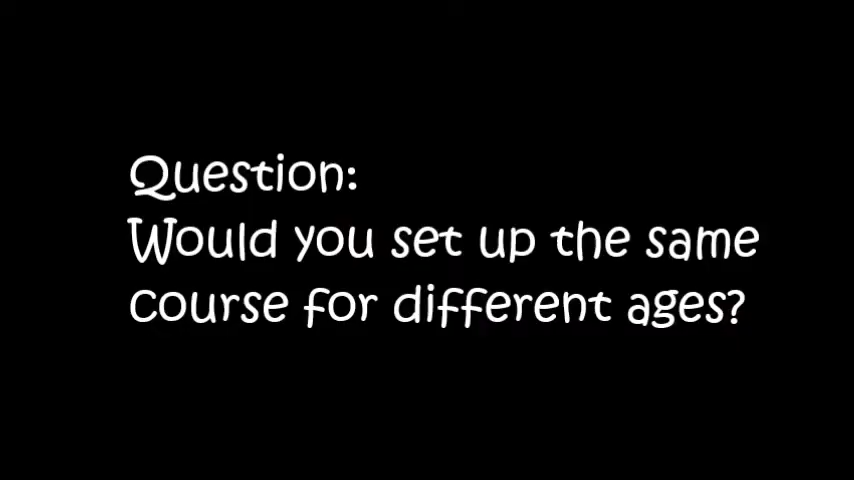 Question:
Would you set up the same
course for different ages?